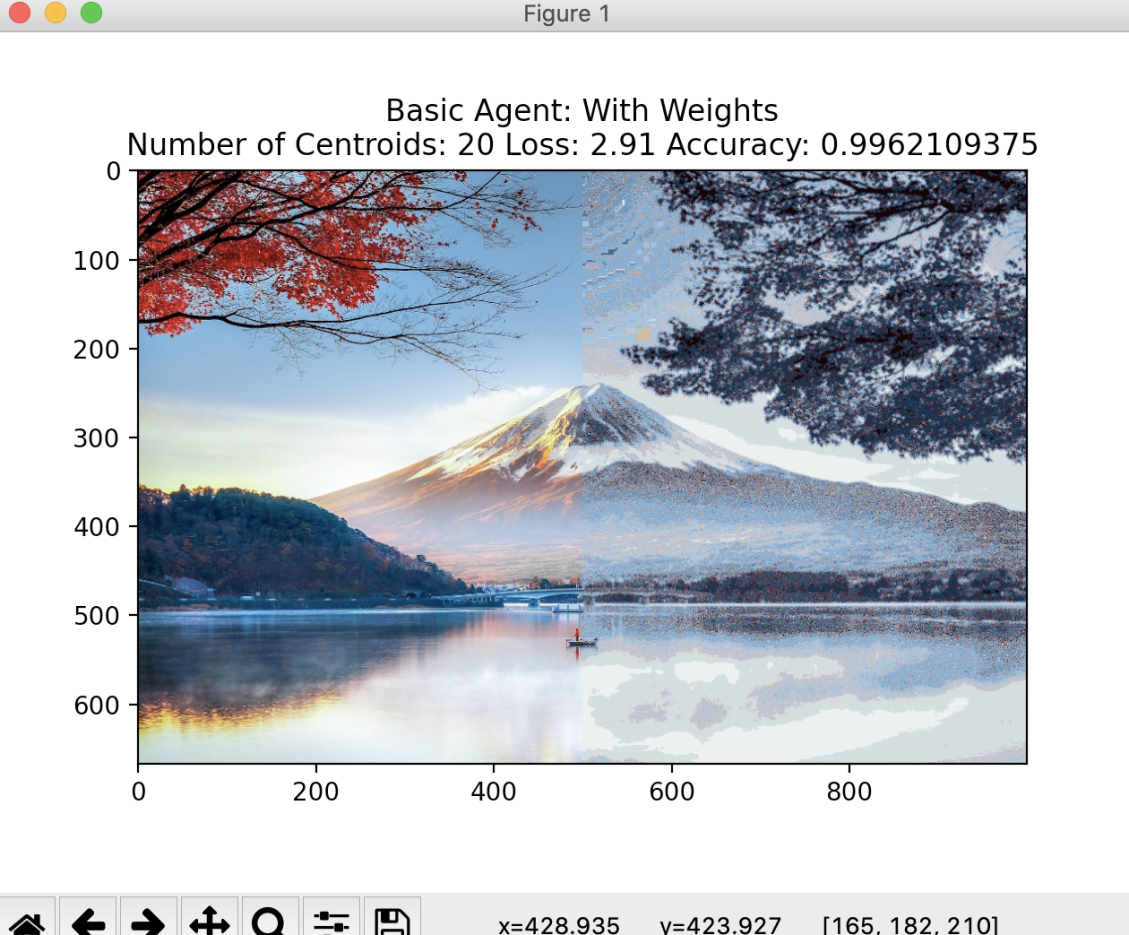 Figure 1
Basic Agent: With Weights
Number of Centroids: 20 Loss: 2.91 Accuracy: 0.9962109375
0
100
200
300
400
500
600
0 200 400 600 800
x=428.935 y=423.927 [165, 182, 210]